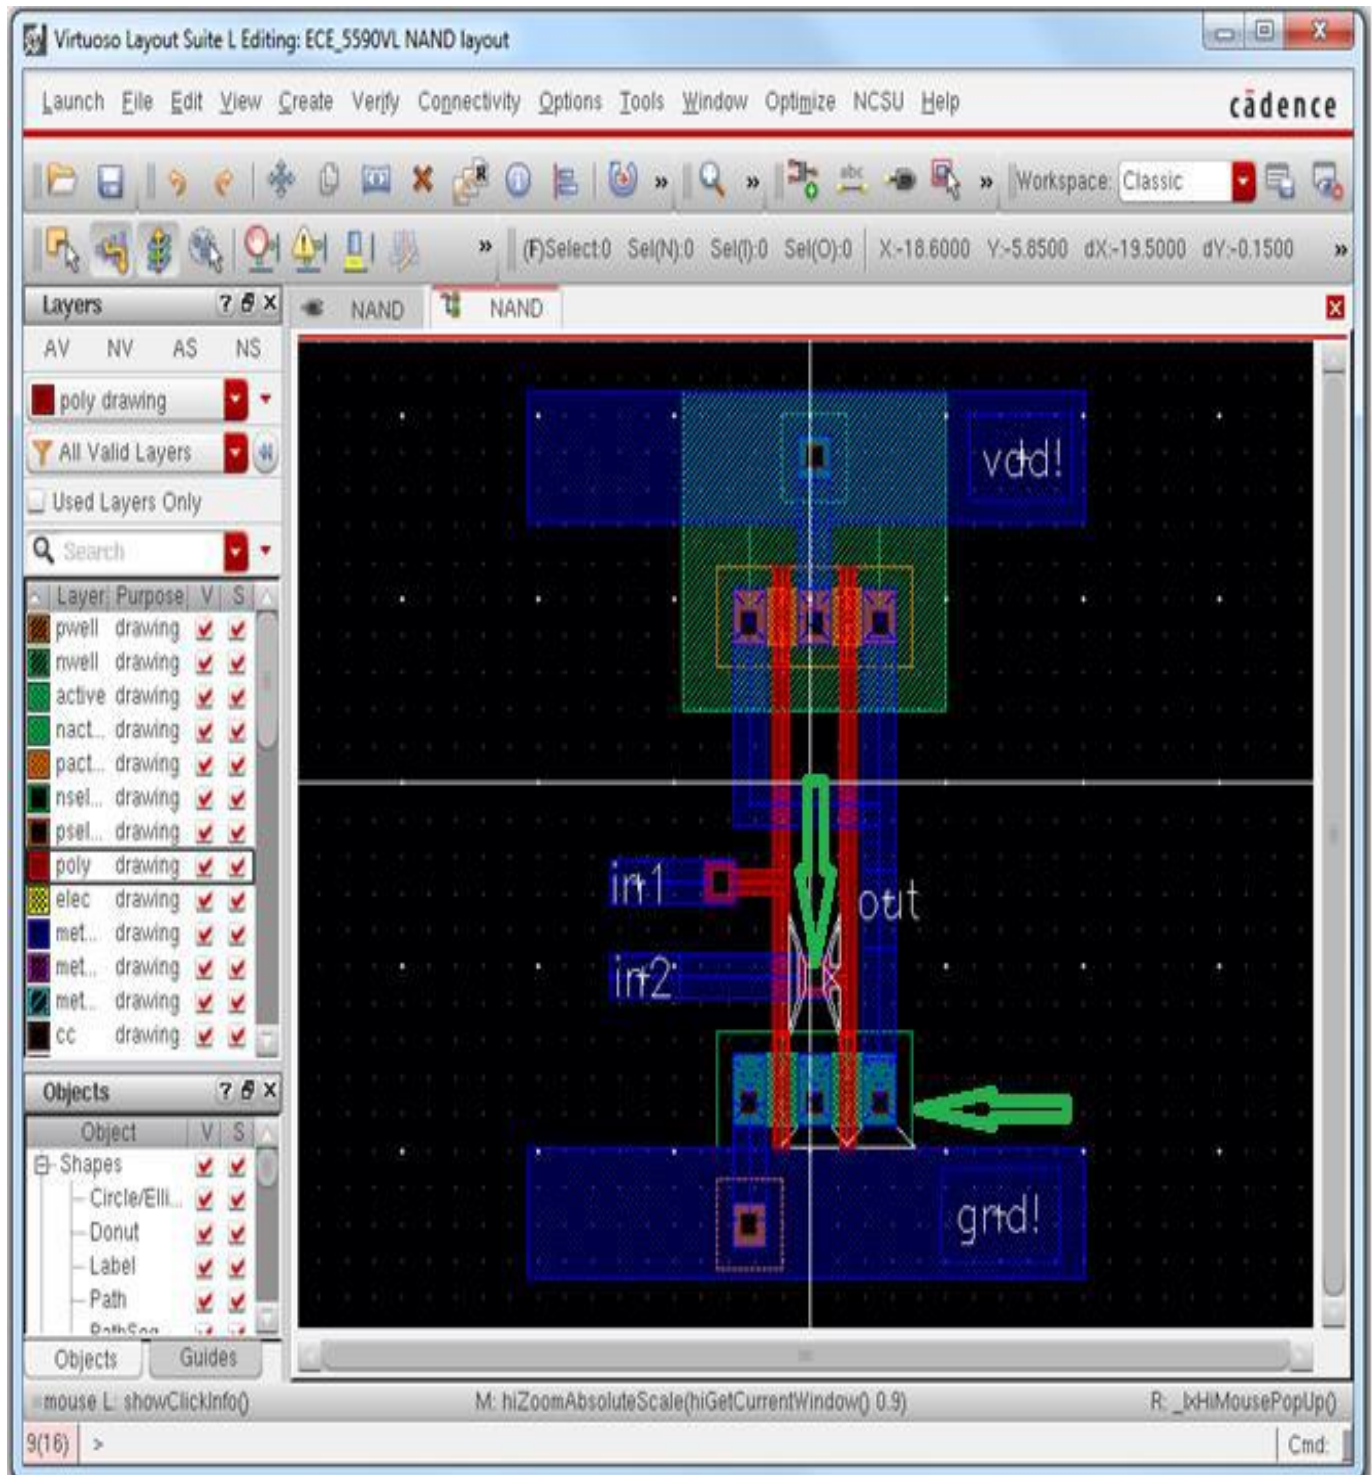 Virtuoso Layout Suite L Editing: ECE_5590VL NAND layout
Launch File Edit View Create Verify Connectivity Options Tools Window Optimize NCSU Help cādence
R » » abc » Workspace: Classic
» (F)Select:0 Sel(N):0 Sel(I):0 Sel(O):0 X:-18.6000 Y:-5.8500 dX:-19.5000 dY:-0.1500 »
Layers ? X
NAND NAND
AV NV AS NS
poly drawing
All Valid Layers
Used Layers Only
Search
Layer Purpose V S
pwell drawing
nwell drawing
active drawing
nact... drawing
pact... drawing
nsel... drawing
psel... drawing
poly drawing
elec drawing
met... drawing
met... drawing
met... drawing
cc drawing
vdd!
in1
out
in2
gnd!
Objects ? X
Object V S
Shapes
Circle/Elli...
Donut
Label
Path
PathSeg
Objects Guides
mouse L: showClickInfo() M: hiZoomAbsoluteScale(hiGetCurrentWindow() 0.9) R: _lxHiMousePopUp()
9(16) > Cmd: